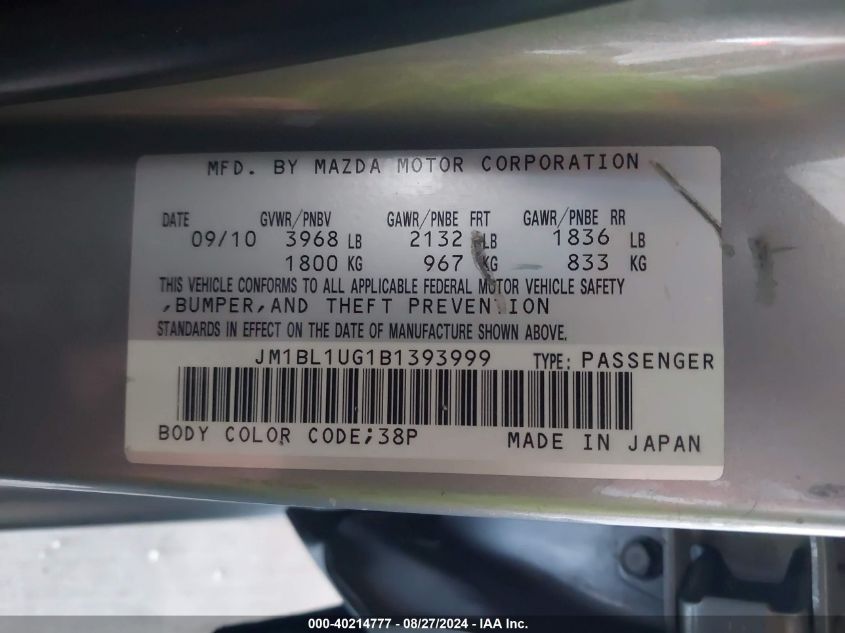 MFD. BY MAZDA MOTOR CORPORATION
DATE GVWR/PNBV GAWR/PNBE FRT GAWR/PNBE RR
09/10 3968 LB 2132 LB 1836 LB
1800 KG 967 KG 833 KG
THIS VEHICLE CONFORMS TO ALL APPLICABLE FEDERAL MOTOR VEHICLE SAFETY
,BUMPER,AND THEFT PREVENTION
STANDARDS IN EFFECT ON THE DATE OF MANUFACTURE SHOWN ABOVE.
JM1BL1UG1B1393999 TYPE: PASSENGER
BODY COLOR CODE;38P MADE IN JAPAN
000-40214777 - 08/27/2024 - IAA Inc.